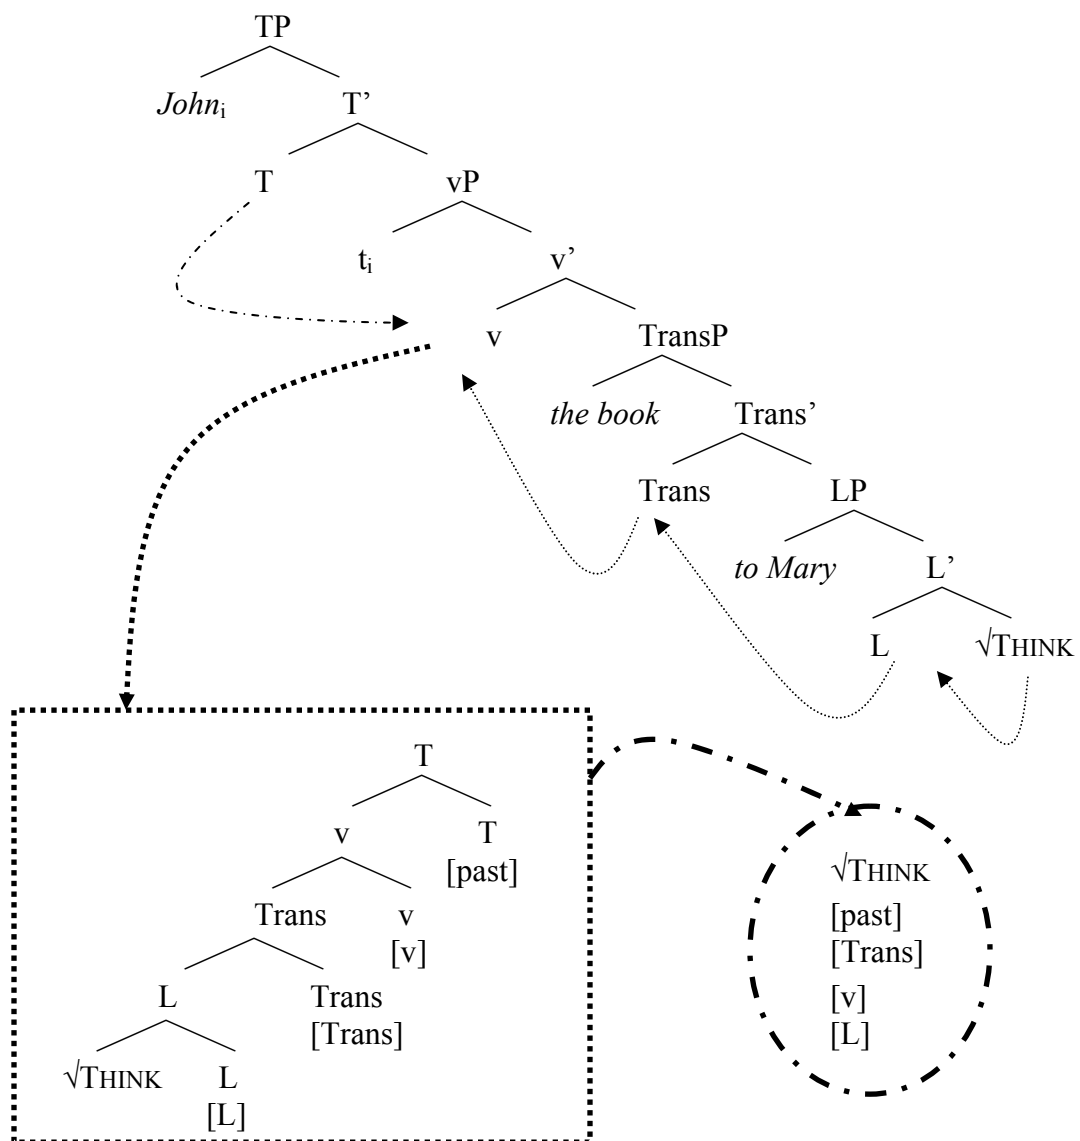 TP
John_i T’
T vP
t_i v’
v TransP
the book Trans’
Trans LP
to Mary L’
L √THINK
T
v T
[past]
Trans v
[v]
L Trans
[Trans]
√THINK L
[L]
√THINK
[past]
[Trans]
[v]
[L]